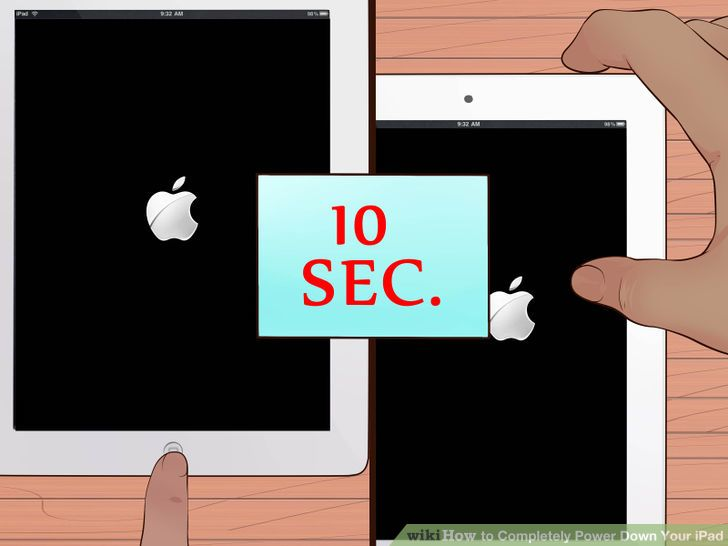 iPad
9:32 AM
98%
9:32 AM
98%
10
SEC.
wikiHow to Completely Power Down Your iPad